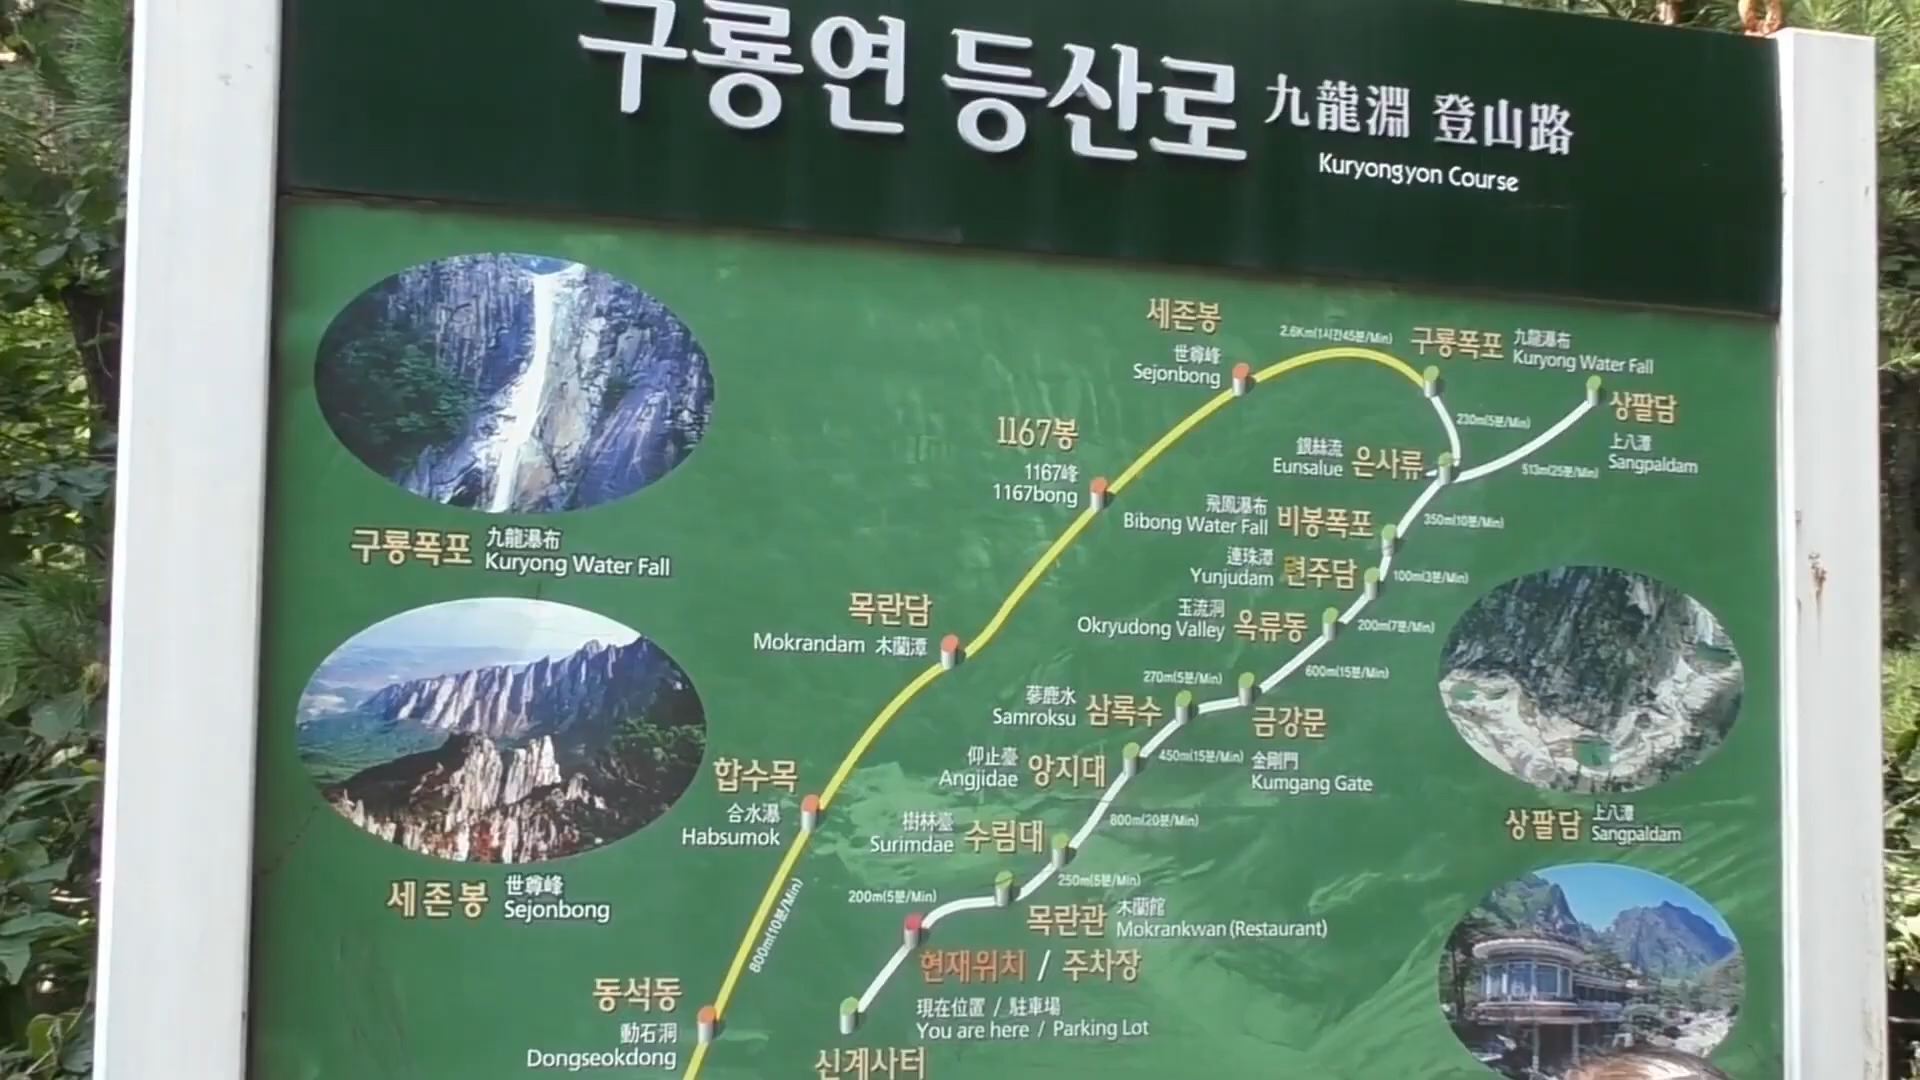 구룡연 등산로 九龍淵 登山路
Kuryongyon Course
구룡폭포 九龍瀑布
Kuryong Water Fall
세존봉 世尊峰
Sejonbong
세존봉
世尊峰
Sejonbong
2.6Km(1시간45분/Min)
구룡폭포 九龍瀑布
Kuryong Water Fall
230m(5분/Min)
상팔담
上八潭
Sangpaldam
513m(25분/Min)
1167봉
1167峰
1167bong
銀絲流
Eunsalue 은사류
350m(10분/Min)
飛鳳瀑布
Bibong Water Fall 비봉폭포
100m(3분/Min)
連珠潭
Yunjudam 련주담
200m(7분/Min)
玉流洞
Okryudong Valley 옥류동
600m(15분/Min)
목란담
Mokrandam 木蘭潭
270m(5분/Min)
蔘鹿水
Samroksu 삼록수
금강문
金剛門
Kumgang Gate
450m(15분/Min)
仰止臺
Angjidae 앙지대
800m(20분/Min)
합수목
合水瀑
Habsumok
樹林臺
Surimdae 수림대
250m(5분/Min)
200m(5분/Min)
목란관 木蘭館
Mokrankwan (Restaurant)
현재위치 / 주차장
現在位置 / 駐車場
You are here / Parking Lot
800m(10분/Min)
동석동
動石洞
Dongseokdong
신계사터
상팔담 上八潭
Sangpaldam